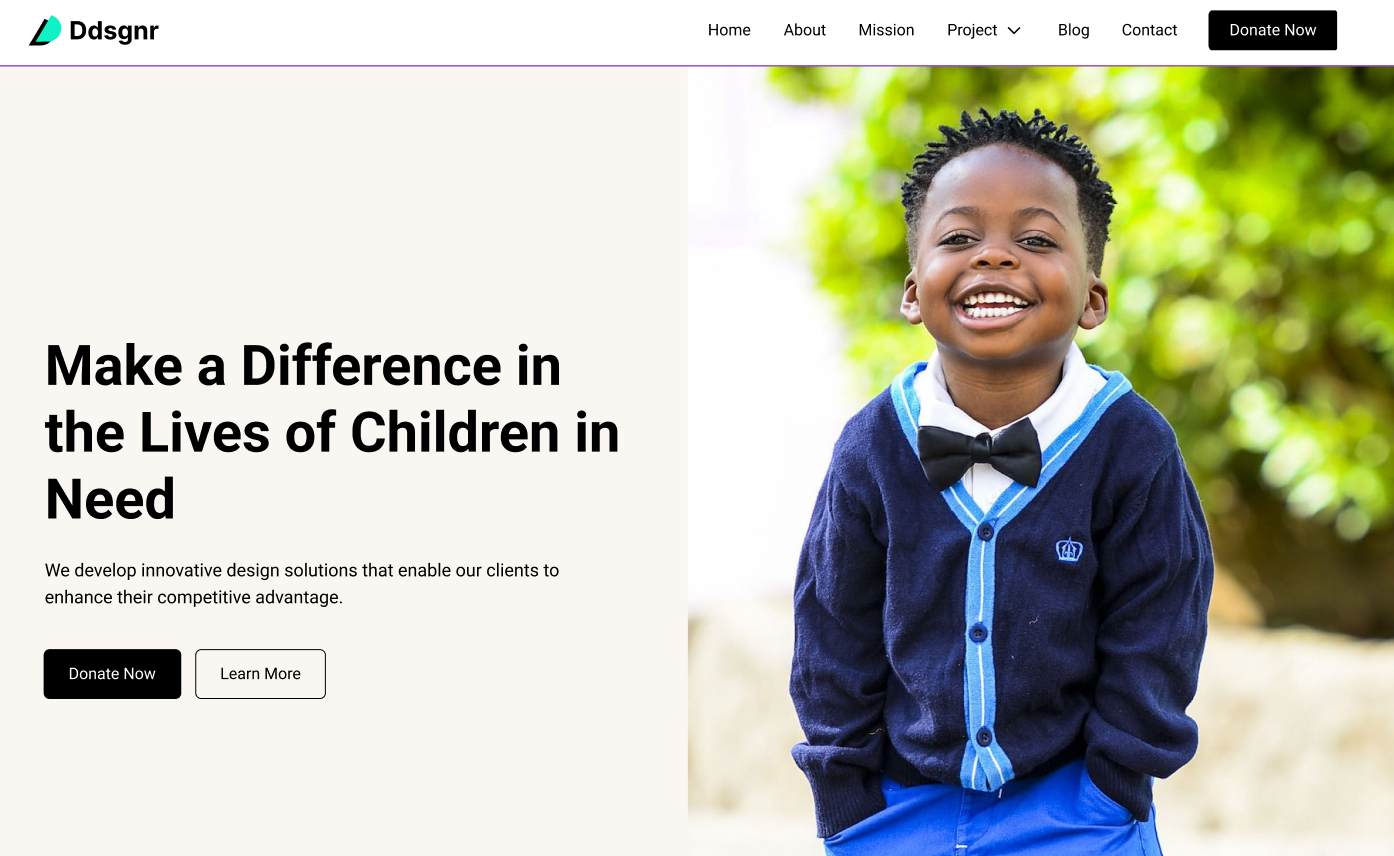 Ddsgnr
Home About Mission Project Blog Contact Donate Now
Make a Difference in
the Lives of Children in
Need
We develop innovative design solutions that enable our clients to
enhance their competitive advantage.
Donate Now Learn More